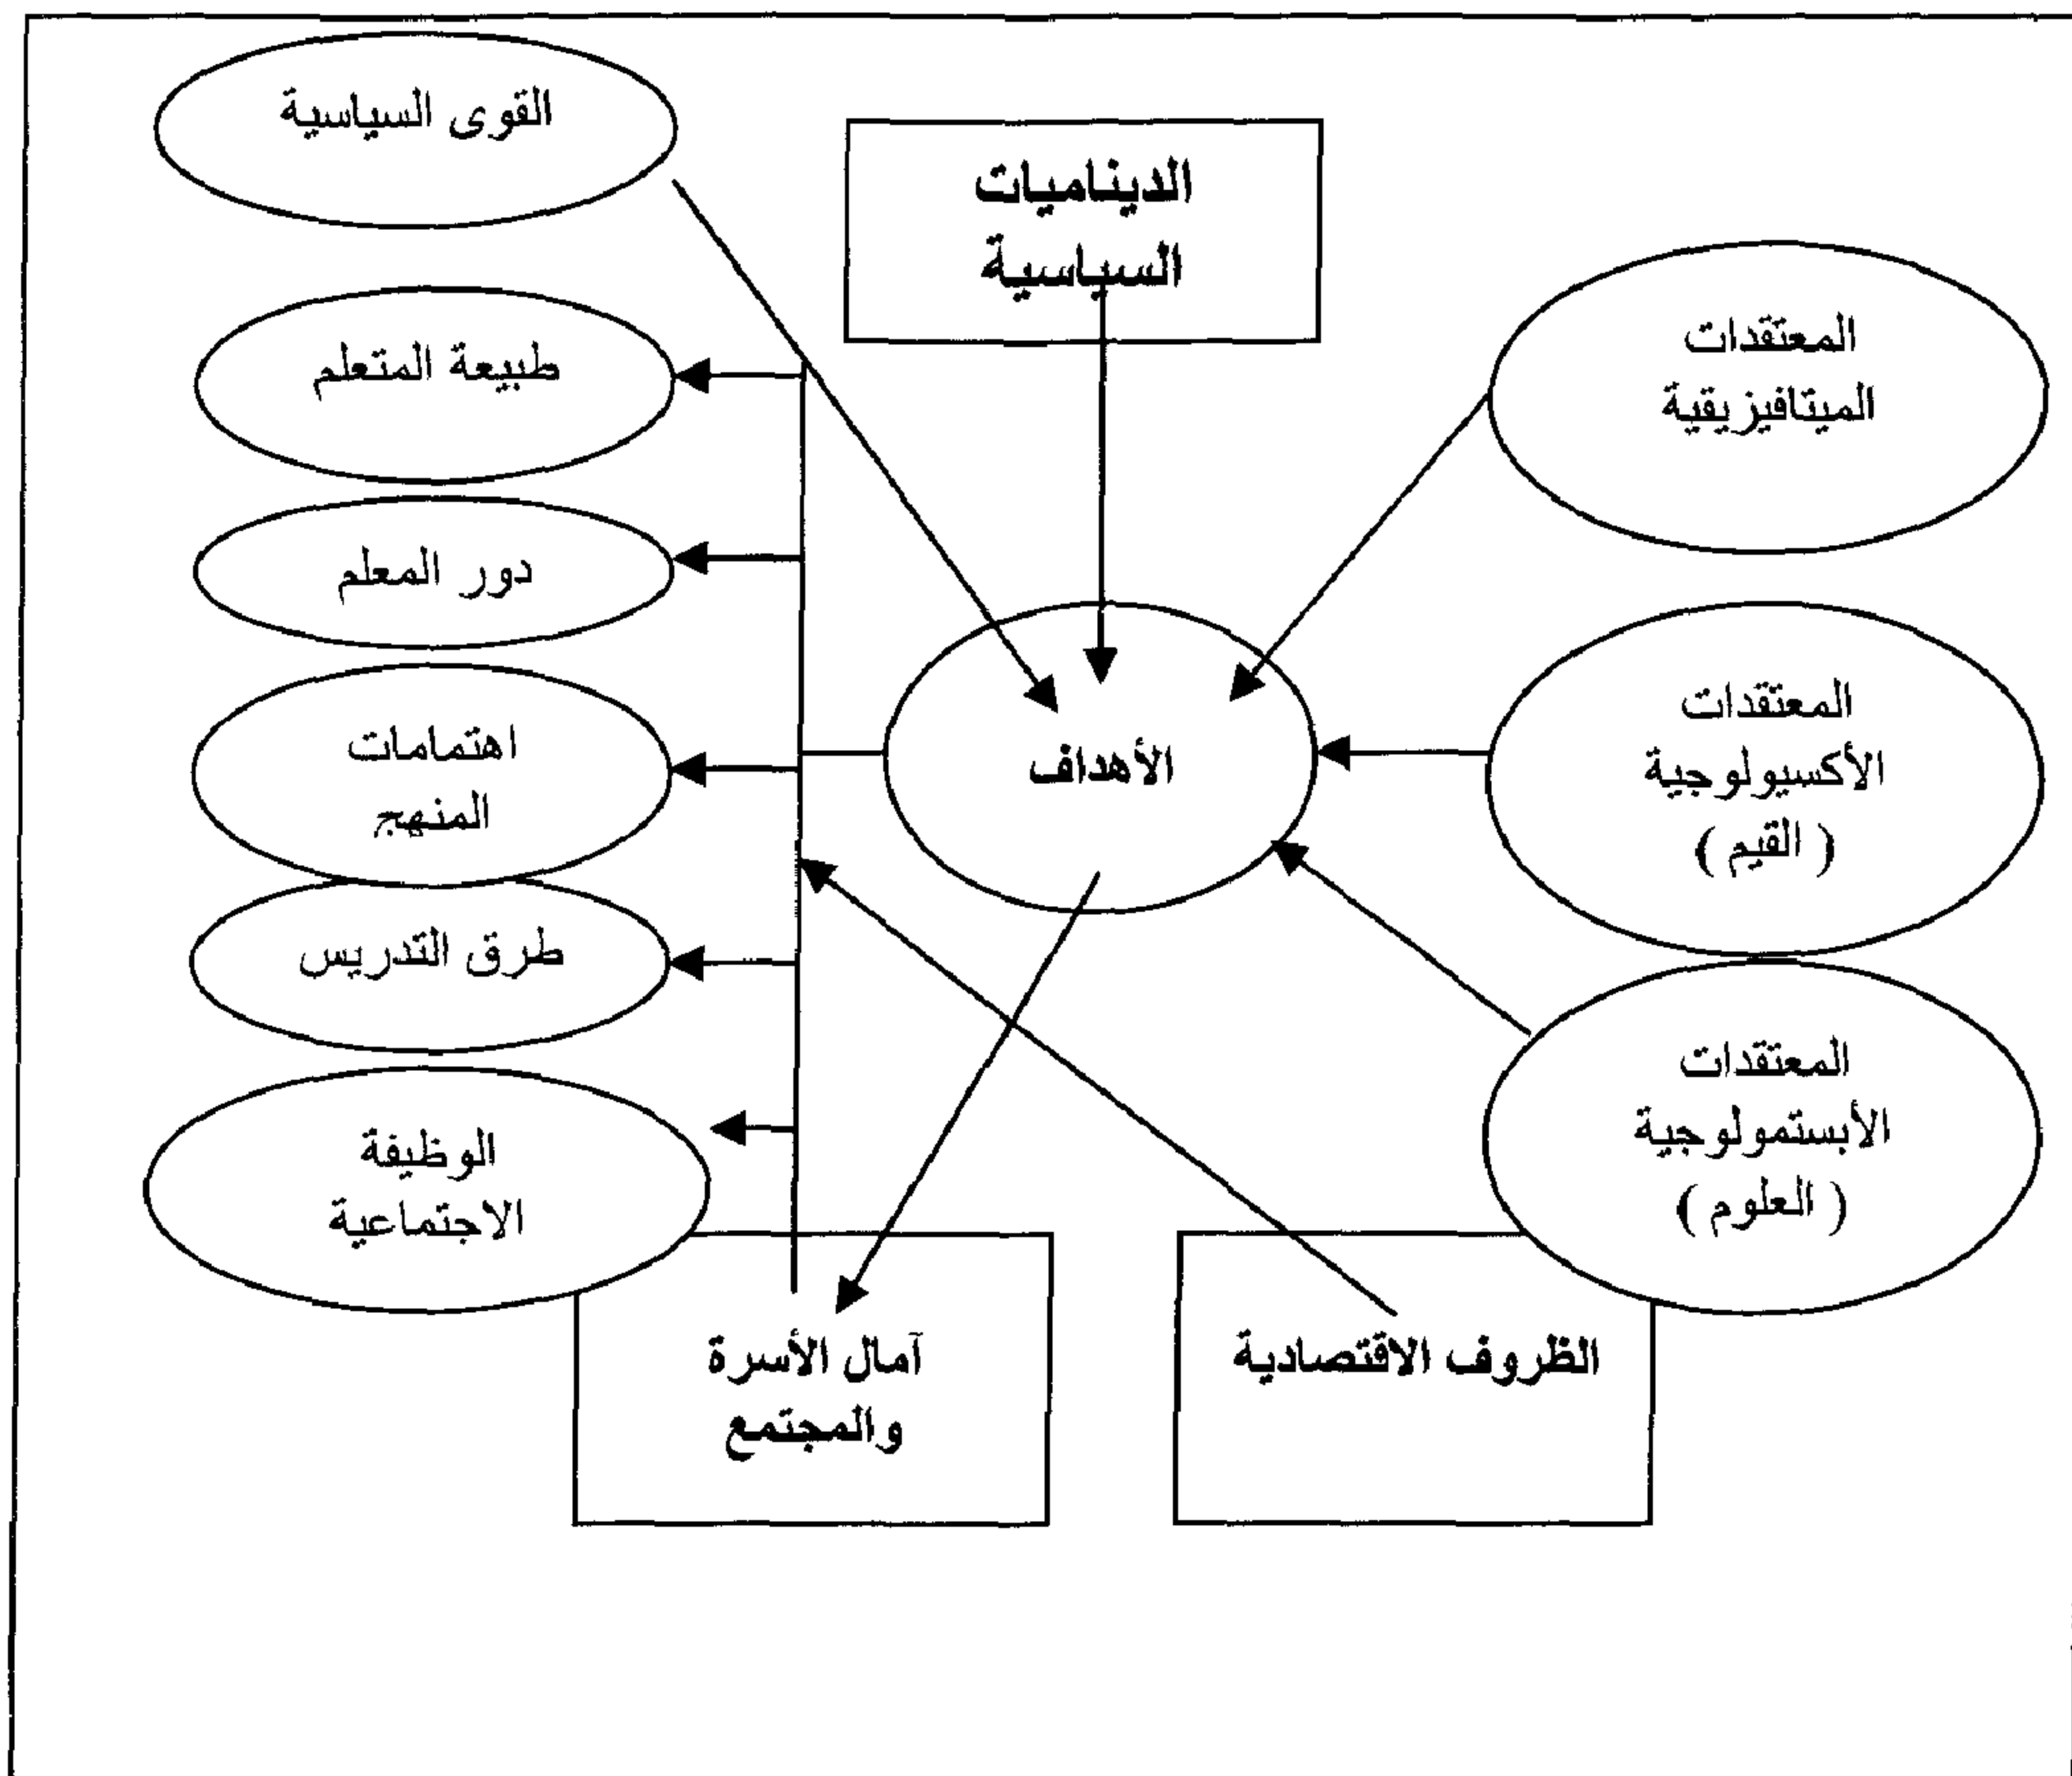 القوى السياسية
الديناميات
السياسية
المعتقدات
الميتافيزيقية
طبيعة المتعلم
دور المعلم
المعتقدات
الأكسيولوجية
( القيم )
الأهداف
اهتمامات
المنهج
طرق التدريس
المعتقدات
الأبستمولوجية
( العلوم )
الوظيفة
الاجتماعية
الظروف الاقتصادية
آمال الأسرة
والمجتمع